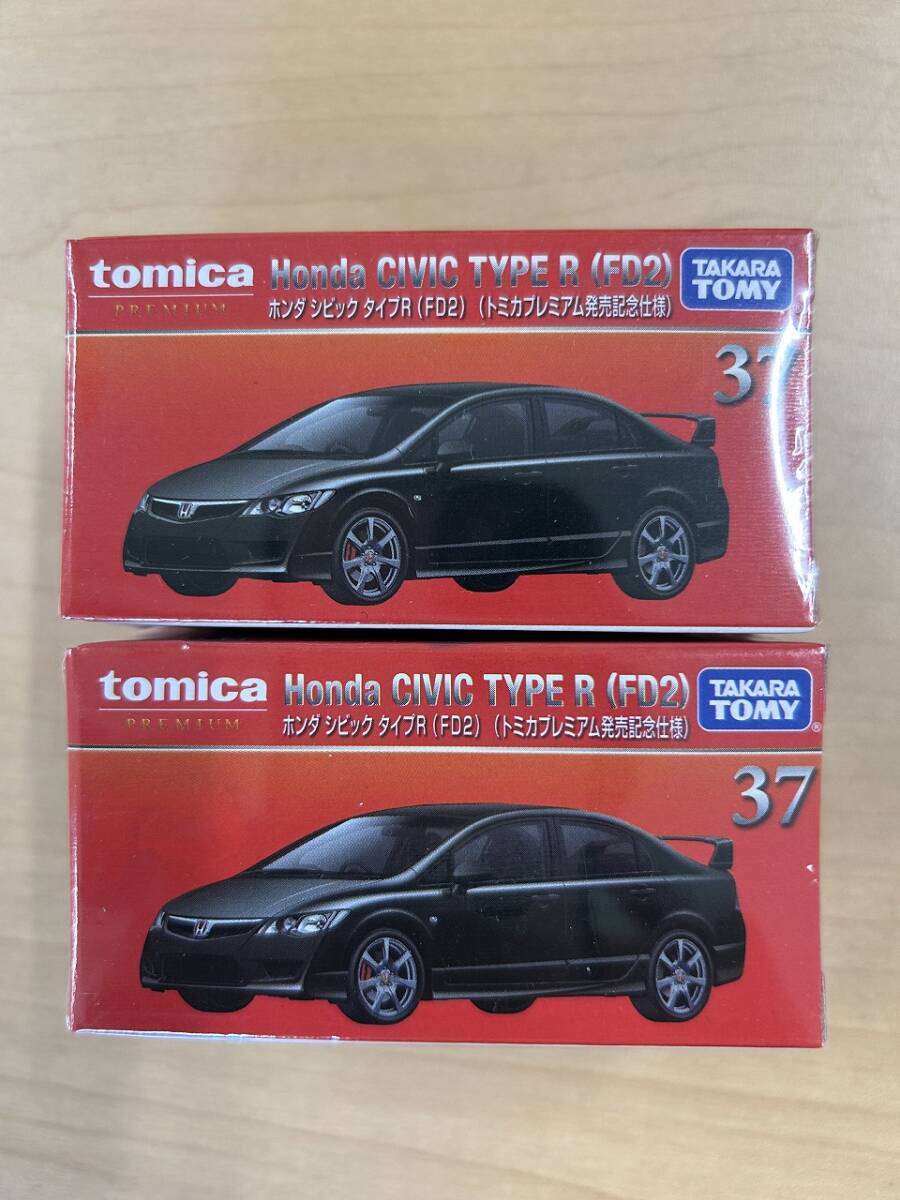 tomica
PREMIUM
Honda CIVIC TYPE R (FD2)
ホンダ シビック タイプR (FD2) (トミカプレミアム発売記念仕様)
TAKARA
TOMY
37
tomica
PREMIUM
Honda CIVIC TYPE R (FD2)
ホンダ シビック タイプR (FD2) (トミカプレミアム発売記念仕様)
TAKARA
TOMY®
37